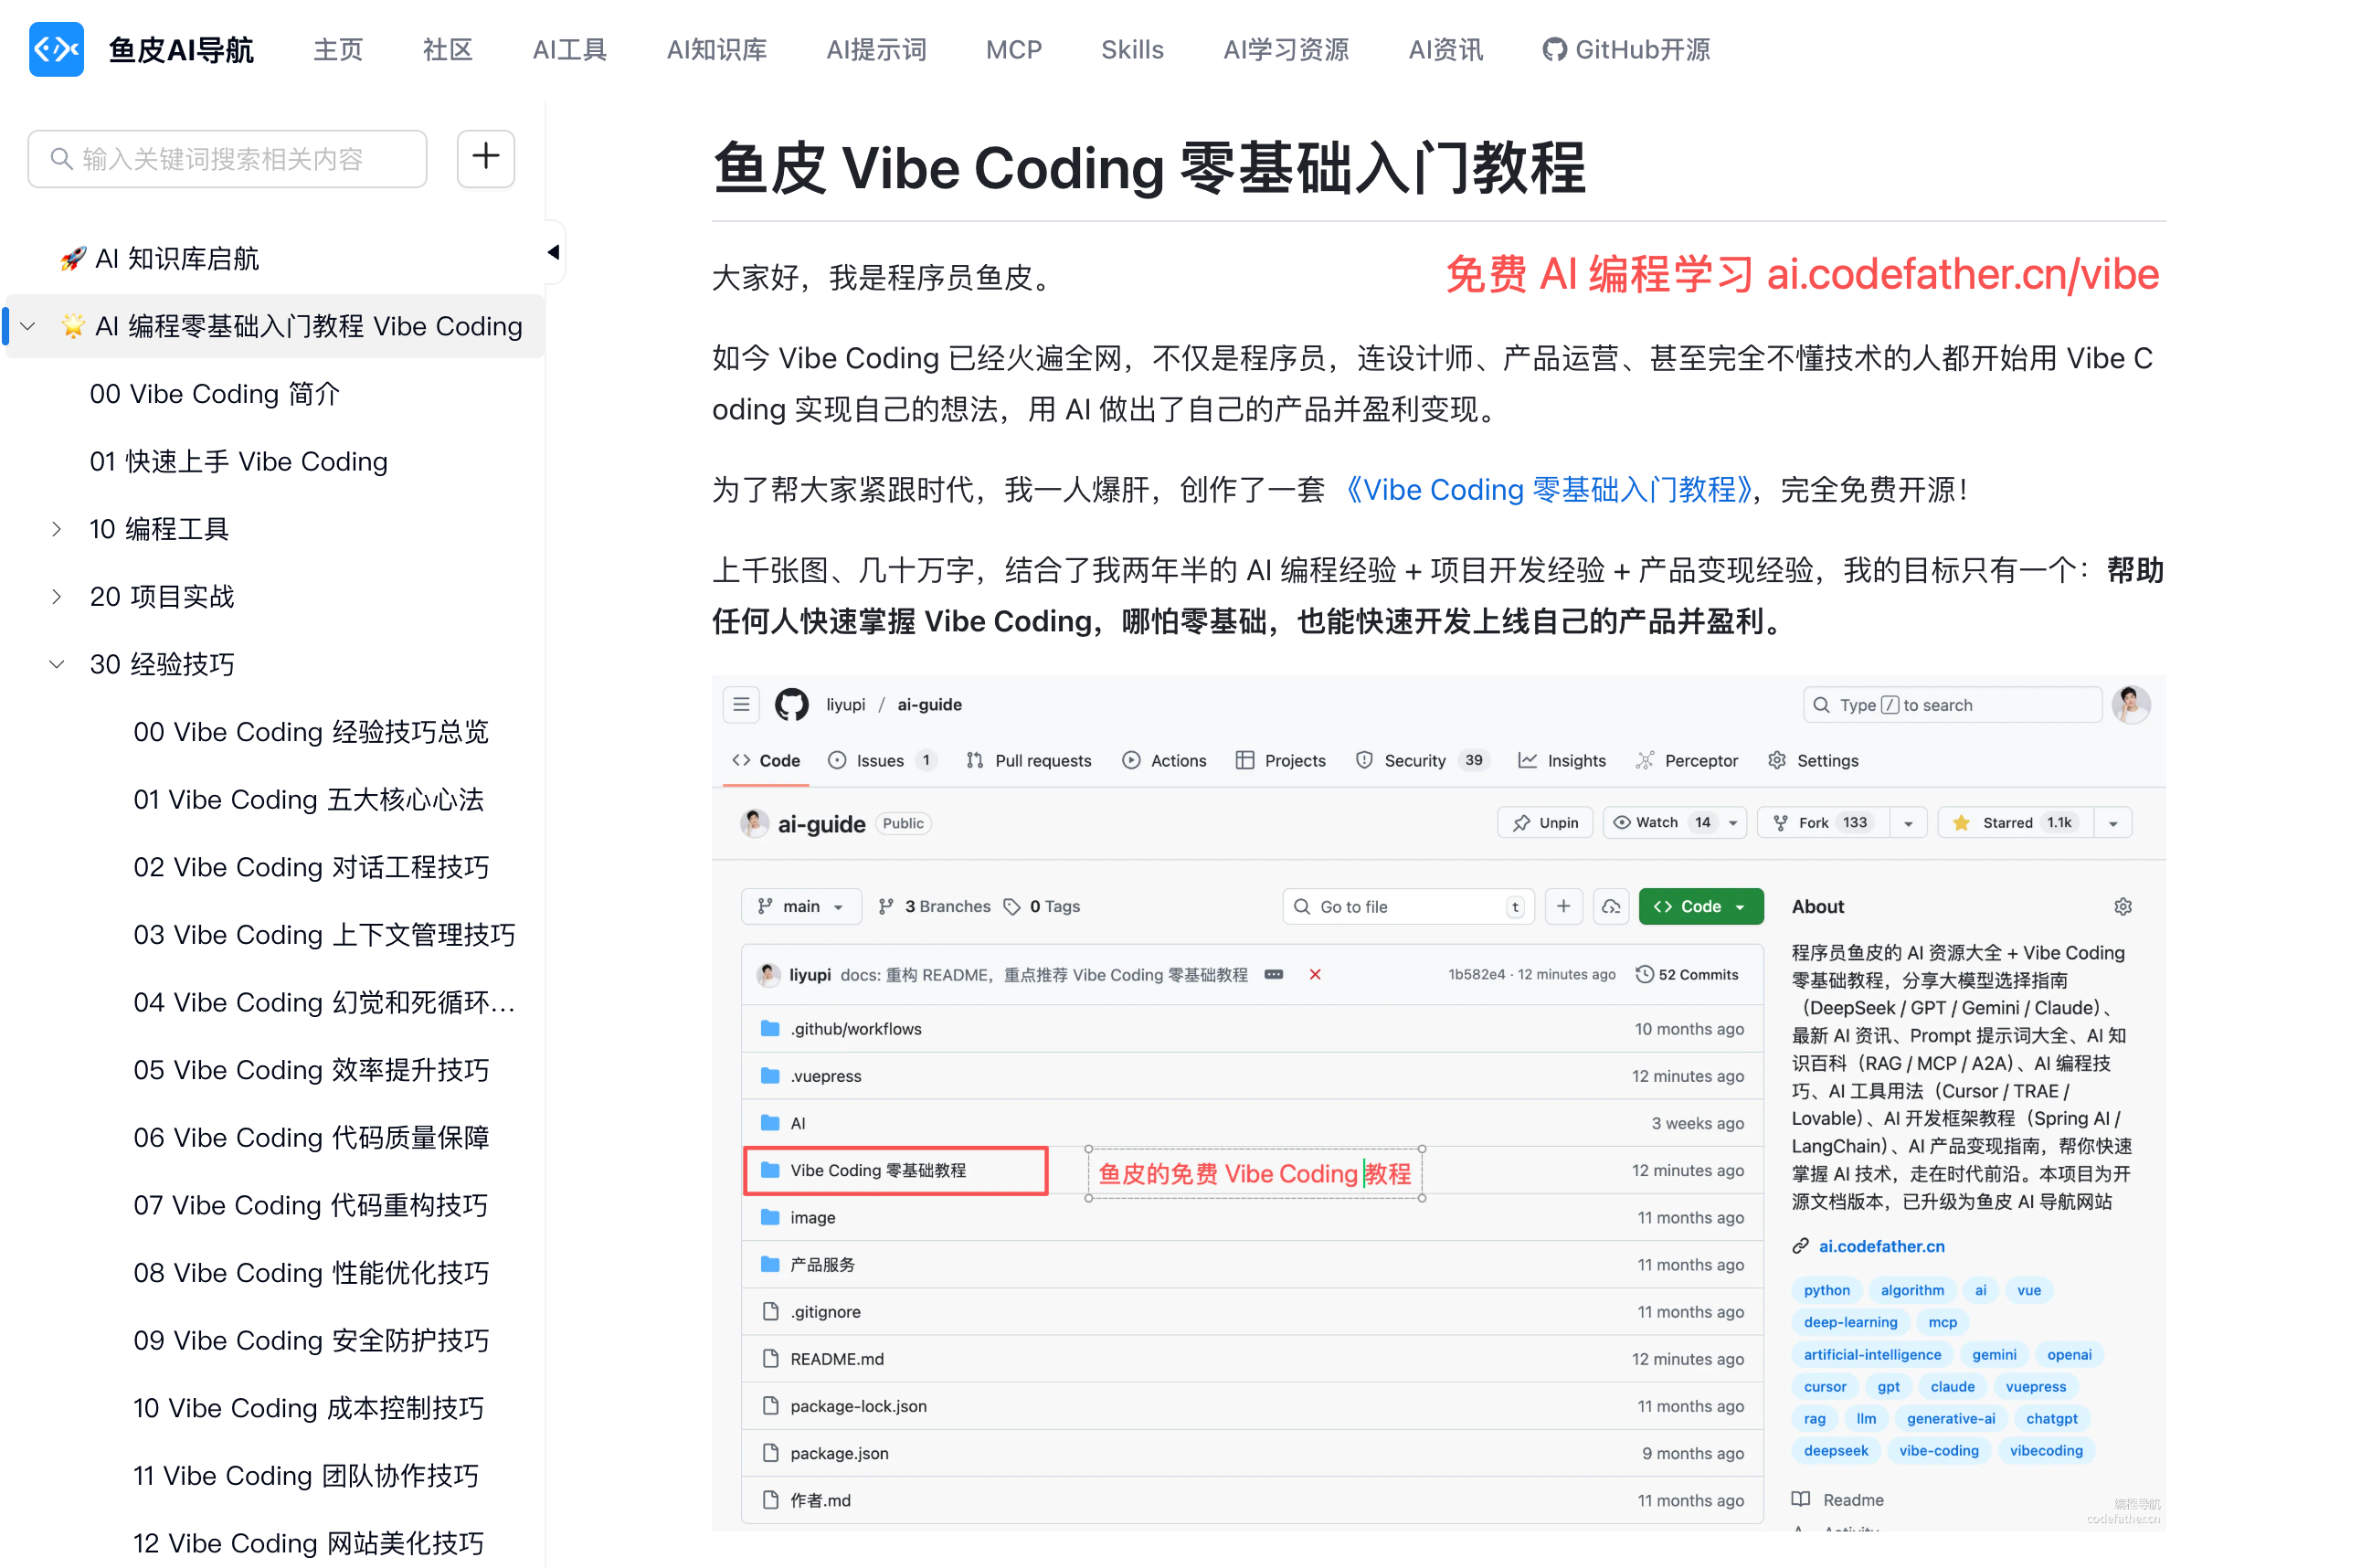 鱼皮AI导航
主页
社区
AI工具
AI知识库
AI提示词
MCP
Skills
AI学习资源
AI资讯
GitHub开源
输入关键词搜索相关内容
🚀 AI 知识库启航
🌟 AI 编程零基础入门教程 Vibe Coding
00 Vibe Coding 简介
01 快速上手 Vibe Coding
10 编程工具
20 项目实战
30 经验技巧
00 Vibe Coding 经验技巧总览
01 Vibe Coding 五大核心心法
02 Vibe Coding 对话工程技巧
03 Vibe Coding 上下文管理技巧
04 Vibe Coding 幻觉和死循环...
05 Vibe Coding 效率提升技巧
06 Vibe Coding 代码质量保障
07 Vibe Coding 代码重构技巧
08 Vibe Coding 性能优化技巧
09 Vibe Coding 安全防护技巧
10 Vibe Coding 成本控制技巧
11 Vibe Coding 团队协作技巧
12 Vibe Coding 网站美化技巧
鱼皮 Vibe Coding 零基础入门教程
大家好，我是程序员鱼皮。
免费 AI 编程学习 ai.codefather.cn/vibe
如今 Vibe Coding 已经火遍全网，不仅是程序员，连设计师、产品运营、甚至完全不懂技术的人都开始用 Vibe C
oding 实现自己的想法，用 AI 做出了自己的产品并盈利变现。
为了帮大家紧跟时代，我一人爆肝，创作了一套 《Vibe Coding 零基础入门教程》，完全免费开源！
上千张图、几十万字，结合了我两年半的 AI 编程经验 + 项目开发经验 + 产品变现经验，我的目标只有一个：帮助
任何人快速掌握 Vibe Coding，哪怕零基础，也能快速开发上线自己的产品并盈利。
liyupi / ai-guide
Type / to search
Code
Issues 1
Pull requests
Actions
Projects
Security 39
Insights
Perceptor
Settings
ai-guide Public
Unpin
Watch 14
Fork 133
Starred 1.1k
main
3 Branches
0 Tags
Go to file t
Code
liyupi docs: 重构 README，重点推荐 Vibe Coding 零基础教程
1b582e4 · 12 minutes ago
52 Commits
.github/workflows 10 months ago
.vuepress 12 minutes ago
AI 3 weeks ago
Vibe Coding 零基础教程 鱼皮的免费 Vibe Coding 教程 12 minutes ago
image 11 months ago
产品服务 11 months ago
.gitignore 11 months ago
README.md 12 minutes ago
package-lock.json 11 months ago
package.json 9 months ago
作者.md 11 months ago
About
程序员鱼皮的 AI 资源大全 + Vibe Coding
零基础教程，分享大模型选择指南
（DeepSeek / GPT / Gemini / Claude）、
最新 AI 资讯、Prompt 提示词大全、AI 知
识百科（RAG / MCP / A2A）、AI 编程技
巧、AI 工具用法（Cursor / TRAE /
Lovable）、AI 开发框架教程（Spring AI /
LangChain）、AI 产品变现指南，帮你快速
掌握 AI 技术，走在时代前沿。本项目为开
源文档版本，已升级为鱼皮 AI 导航网站
ai.codefather.cn
python algorithm ai vue
deep-learning mcp
artificial-intelligence gemini openai
cursor gpt claude vuepress
rag llm generative-ai chatgpt
deepseek vibe-coding vibecoding
Readme
编程导航
codefather.cn